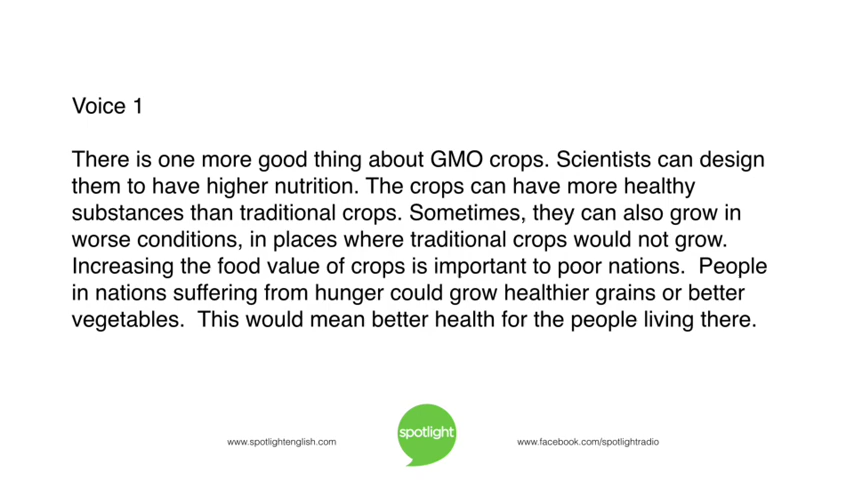 Voice 1
There is one more good thing about GMO crops. Scientists can design
them to have higher nutrition. The crops can have more healthy
substances than traditional crops. Sometimes, they can also grow in
worse conditions, in places where traditional crops would not grow.
Increasing the food value of crops is important to poor nations.  People
in nations suffering from hunger could grow healthier grains or better
vegetables.  This would mean better health for the people living there.
www.spotlightenglish.com
spotlight
www.facebook.com/spotlightradio